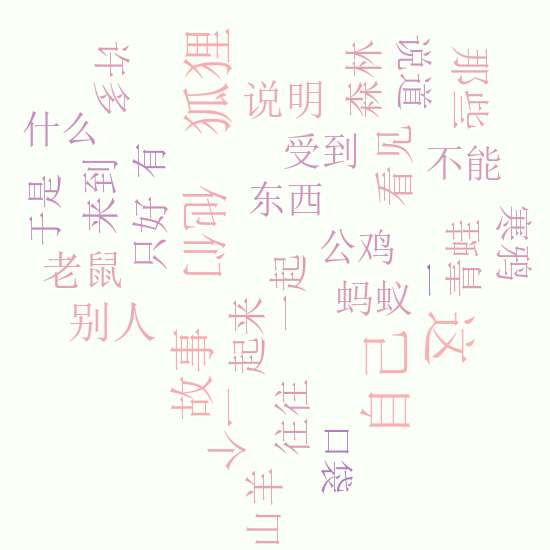 许多
狐狸
说明
森林
说道
那些
什么
受到
看见
不能
有
于是
来到
只好
他们
东西
寒鸦
老鼠
公鸡
一起
蚂蚁
别人
故事
起来
自己
这
一个
往往
口袋
山羊